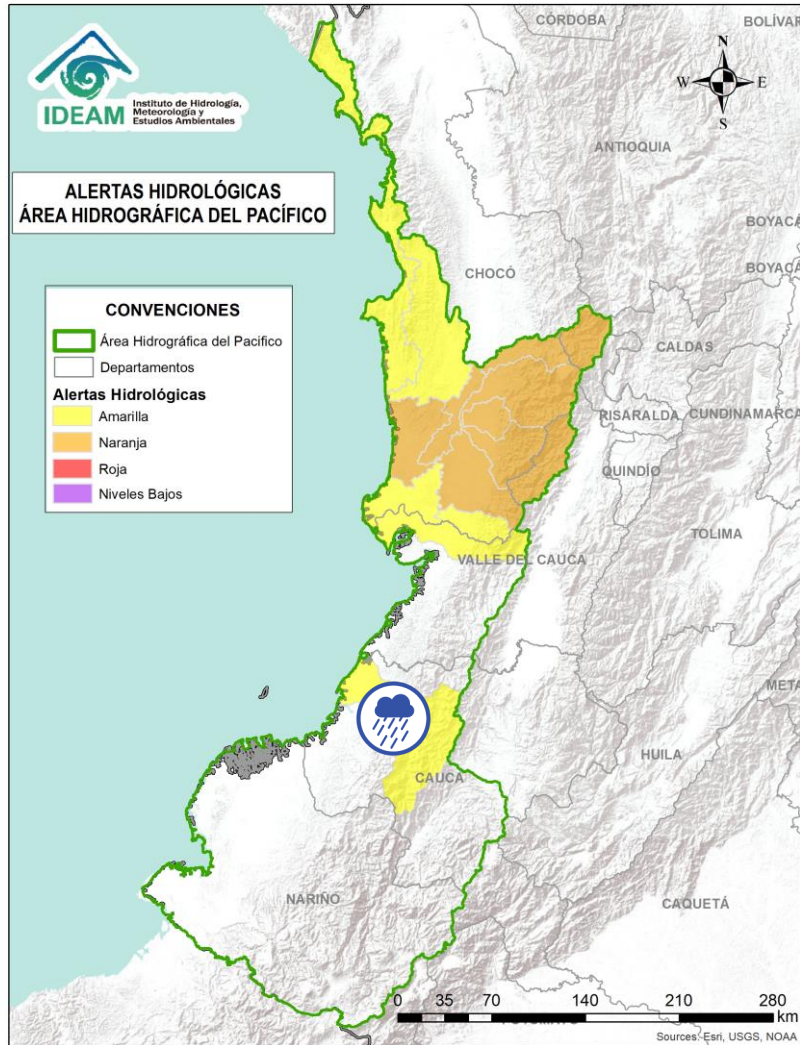 CÓRDOBA
BOLÍVAR
N
W E
S
IDEAM
Instituto de Hidrología,
Meteorología y
Estudios Ambientales
ANTIOQUIA
ALERTAS HIDROLÓGICAS
ÁREA HIDROGRÁFICA DEL PACÍFICO
BOYACÁ
BOYACÁ
CHOCÓ
CONVENCIONES
Área Hidrográfica del Pacifico
Departamentos
Alertas Hidrológicas
Amarilla
Naranja
Roja
Niveles Bajos
CALDAS
RISARALDA
CUNDINAMARCA
QUINDÍO
TOLIMA
VALLE DEL CAUCA
META
HUILA
CAUCA
NARIÑO
CAQUETÁ
0 35 70 140 210 280
km
Sources: Esri, USGS, NOAA